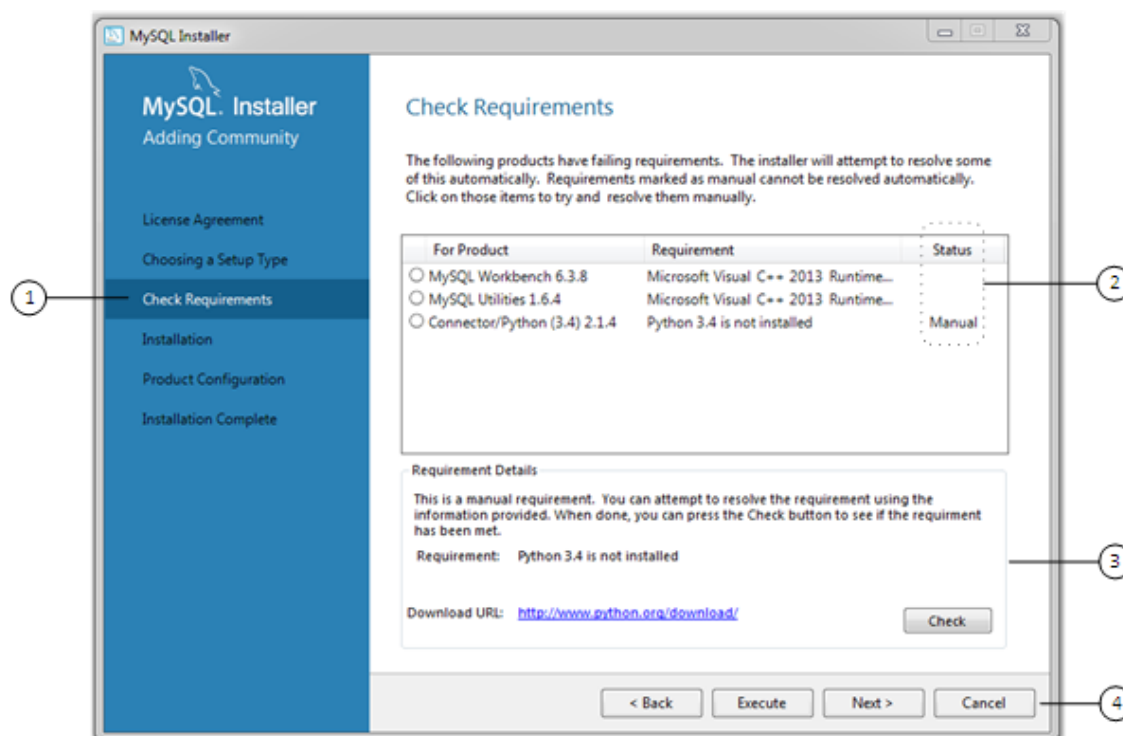 MySQL Installer
MySQL. Installer
Adding Community
License Agreement
Choosing a Setup Type
Check Requirements
Installation
Product Configuration
Installation Complete
1
Check Requirements
The following products have failing requirements. The installer will attempt to resolve some
of this automatically. Requirements marked as manual cannot be resolved automatically.
Click on those items to try and resolve them manually.
For Product Requirement Status
MySQL Workbench 6.3.8 Microsoft Visual C++ 2013 Runtime...
MySQL Utilities 1.6.4 Microsoft Visual C++ 2013 Runtime...
Connector/Python (3.4) 2.1.4 Python 3.4 is not installed Manual
2
Requirement Details
This is a manual requirement. You can attempt to resolve the requirement using the
information provided. When done, you can press the Check button to see if the requirment
has been met.
Requirement: Python 3.4 is not installed
3
Download URL: http://www.python.org/download/
Check
< Back Execute Next > Cancel
4